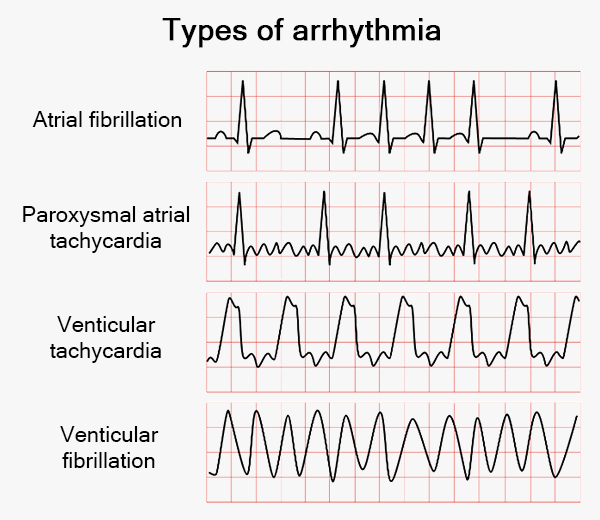 Types of arrhythmia
Atrial fibrillation
Paroxysmal atrial
tachycardia
Venticular
tachycardia
Venticular
fibrillation